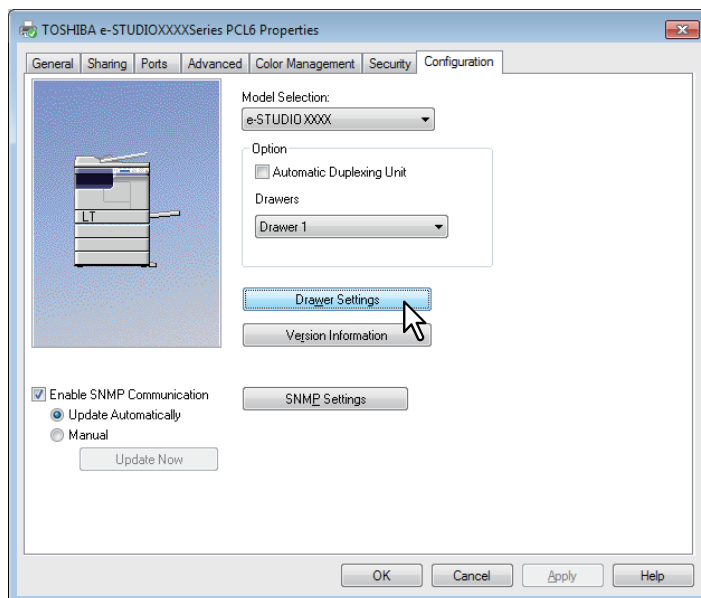 TOSHIBA e-STUDIOXXXXSeries PCL6 Properties
General Sharing Ports Advanced Color Management Security Configuration
Model Selection:
e-STUDIO XXXX
Option
Automatic Duplexing Unit
Drawers
Drawer 1
LT
Drawer Settings
Version Information
Enable SNMP Communication
SNMP Settings
Update Automatically
Manual
Update Now
OK Cancel Apply Help